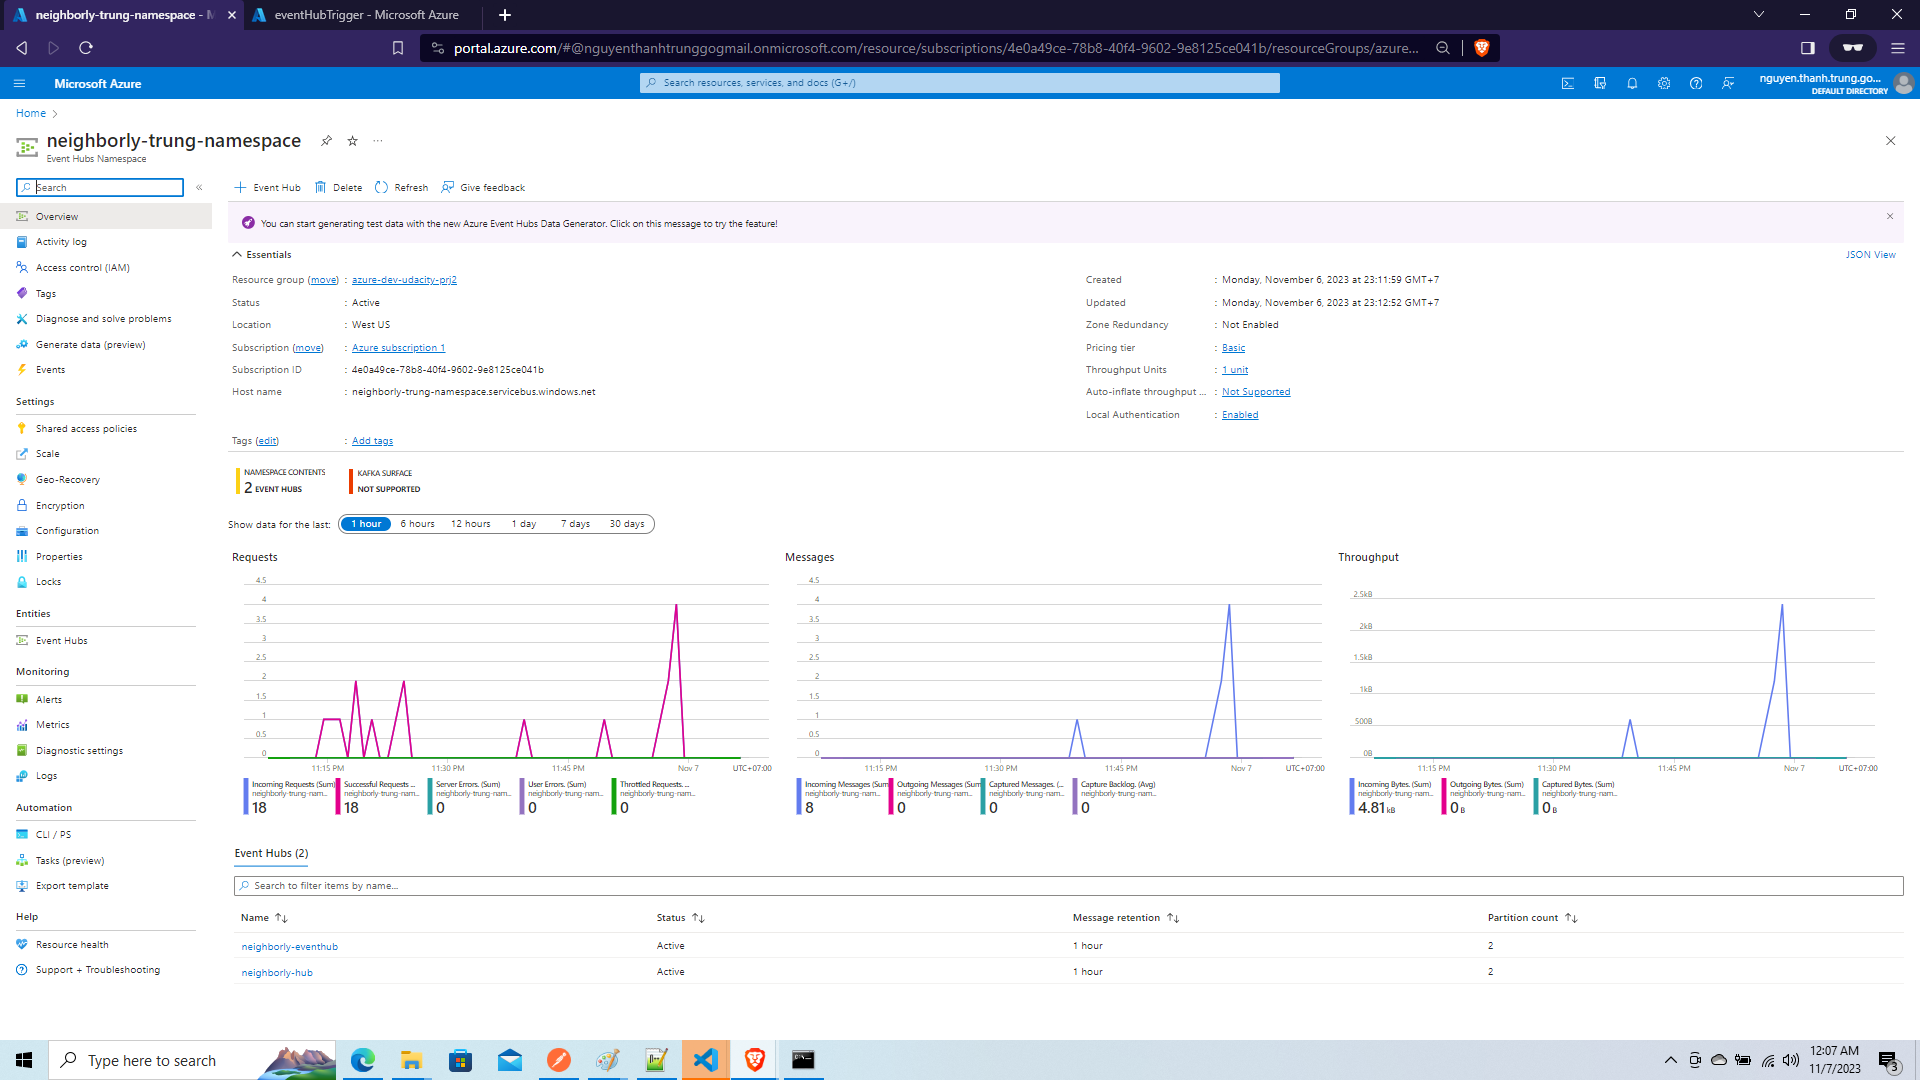 neighborly-trung-namespace - M
eventHubTrigger - Microsoft Azure
portal.azure.com/#@nguyenthanhtrunggogmail.onmicrosoft.com/resource/subscriptions/4e0a49ce-78b8-40f4-9602-9e8125ce041b/resourceGroups/azure...
Microsoft Azure
Search resources, services, and docs (G+/)
nguyen.thanh.trung.go...
DEFAULT DIRECTORY
Home
neighborly-trung-namespace
Event Hubs Namespace
Search
Event Hub
Delete
Refresh
Give feedback
You can start generating test data with the new Azure Event Hubs Data Generator. Click on this message to try the feature!
Overview
Activity log
Access control (IAM)
Tags
Diagnose and solve problems
Generate data (preview)
Events
Settings
Shared access policies
Scale
Geo-Recovery
Encryption
Configuration
Properties
Locks
Entities
Event Hubs
Monitoring
Alerts
Metrics
Diagnostic settings
Logs
Automation
CLI / PS
Tasks (preview)
Export template
Help
Resource health
Support + Troubleshooting
Essentials
JSON View
Resource group (move) : azure-dev-udacity-prj2
Status : Active
Location : West US
Subscription (move) : Azure subscription 1
Subscription ID : 4e0a49ce-78b8-40f4-9602-9e8125ce041b
Host name : neighborly-trung-namespace.servicebus.windows.net
Created : Monday, November 6, 2023 at 23:11:59 GMT+7
Updated : Monday, November 6, 2023 at 23:12:52 GMT+7
Zone Redundancy : Not Enabled
Pricing tier : Basic
Throughput Units : 1 unit
Auto-inflate throughput ... : Not Supported
Local Authentication : Enabled
Tags (edit) : Add tags
NAMESPACE CONTENTS
2 EVENT HUBS
KAFKA SURFACE
NOT SUPPORTED
Show data for the last: 1 hour 6 hours 12 hours 1 day 7 days 30 days
Requests
4.5
4
3.5
3
2.5
2
1.5
1
0.5
0
11:15 PM 11:30 PM 11:45 PM Nov 7 UTC+07:00
Incoming Requests (Sum)
neighborly-trung-nam...
18
Successful Requests ...
neighborly-trung-nam...
18
Server Errors. (Sum)
neighborly-trung-nam...
0
User Errors. (Sum)
neighborly-trung-nam...
0
Throttled Requests. ...
neighborly-trung-nam...
0
Messages
4.5
4
3.5
3
2.5
2
1.5
1
0.5
0
11:15 PM 11:30 PM 11:45 PM Nov 7 UTC+07:00
Incoming Messages (Sum)
neighborly-trung-nam...
8
Outgoing Messages (Sum)
neighborly-trung-nam...
0
Captured Messages. (...
neighborly-trung-nam...
0
Capture Backlog. (Avg)
neighborly-trung-nam...
0
Throughput
2.5kB
2kB
1.5kB
1kB
500B
0B
11:15 PM 11:30 PM 11:45 PM Nov 7 UTC+07:00
Incoming Bytes. (Sum)
neighborly-trung-nam...
4.81 kB
Outgoing Bytes. (Sum)
neighborly-trung-nam...
0 B
Captured Bytes. (Sum)
neighborly-trung-nam...
0 B
Event Hubs (2)
Search to filter items by name...
Name Status Message retention Partition count
neighborly-eventhub Active 1 hour 2
neighborly-hub Active 1 hour 2
Type here to search
12:07 AM
11/7/2023
3